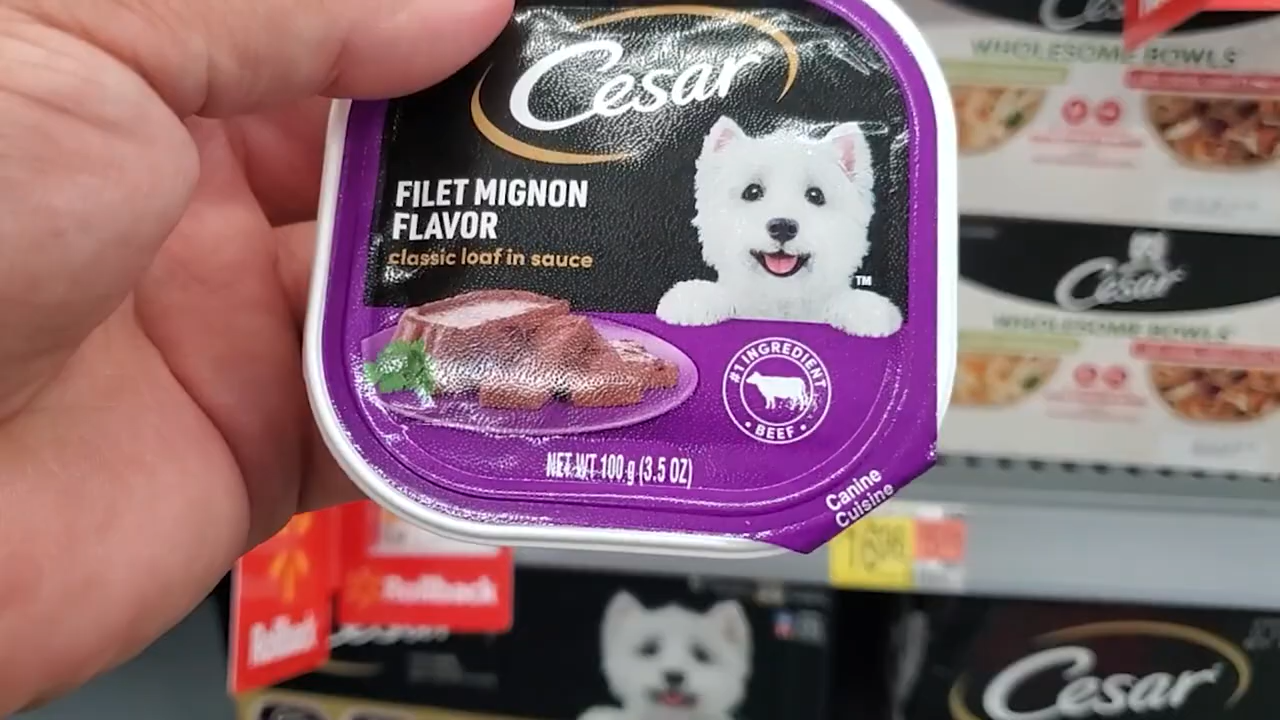 Cesar
FILET MIGNON
FLAVOR
classic loaf in sauce
TM
#1 INGREDIENT
BEEF
NET WT 100 g (3.5 OZ)
Canine
Cuisine
Ces
WHOLESOME BOWLS
Cesar
WHOLESOME BOWLS
Rollback
Rollback
Cesar